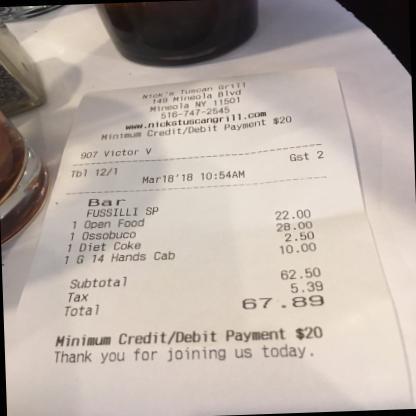 Nick's Tuscan Grill
149 Mineola Blvd
Mineola NY 11501
516-747-2545
www.nickstuscangrill.com
Minimum Credit/Debit Payment $20
907 Victor V
Tbl 12/1 Gst 2
Mar18'18 10:54AM
Bar
FUSSILLI SP
1 Open Food 22.00
1 Ossobuco 28.00
1 Diet Coke 2.50
1 G 14 Hands Cab 10.00
Subtotal 62.50
Tax 5.39
Total 67.89
Minimum Credit/Debit Payment $20
Thank you for joining us today.